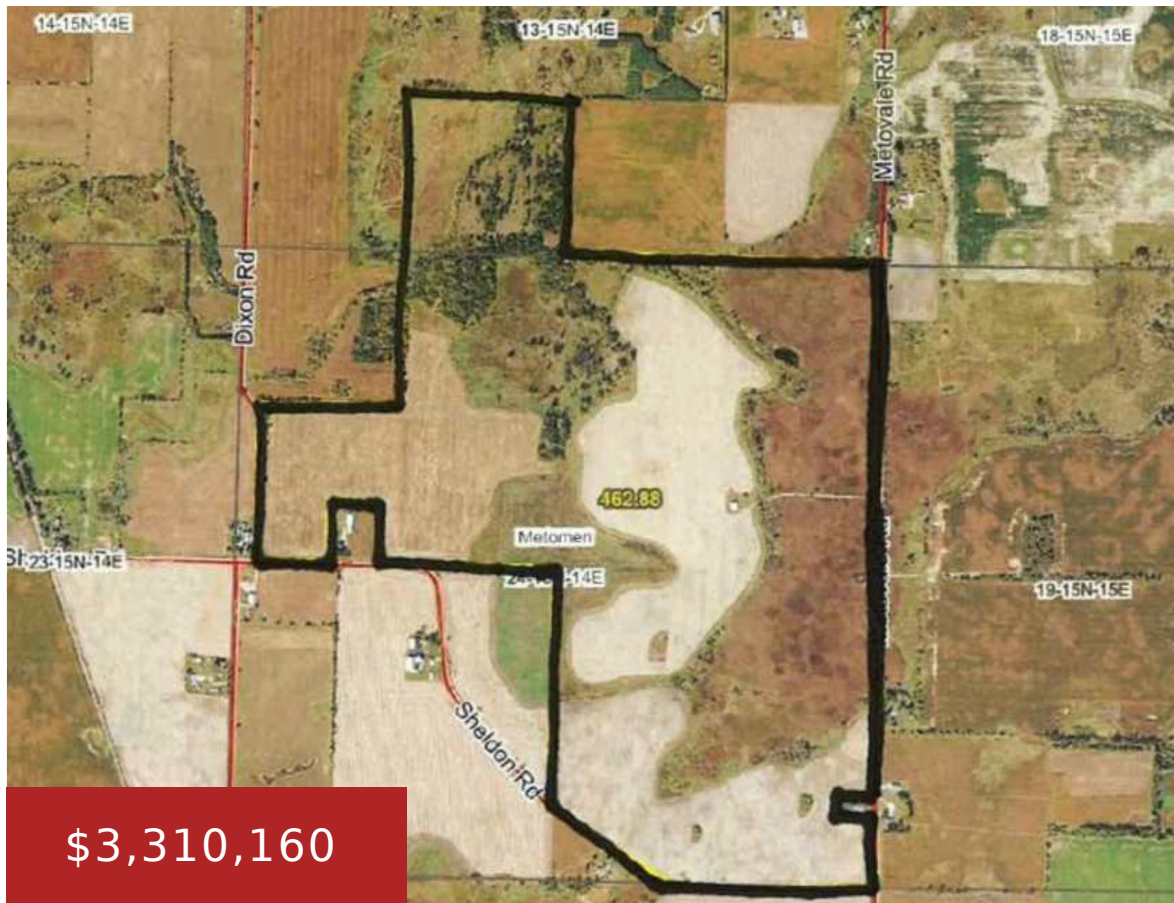 14-15N-14E
13-15N-14E
18-15N-15E
Metovale Rd
Dixon Rd
462.88
Metomen
23-15N-14E
19-15N-15E
Sheldon Rd
$3,310,160